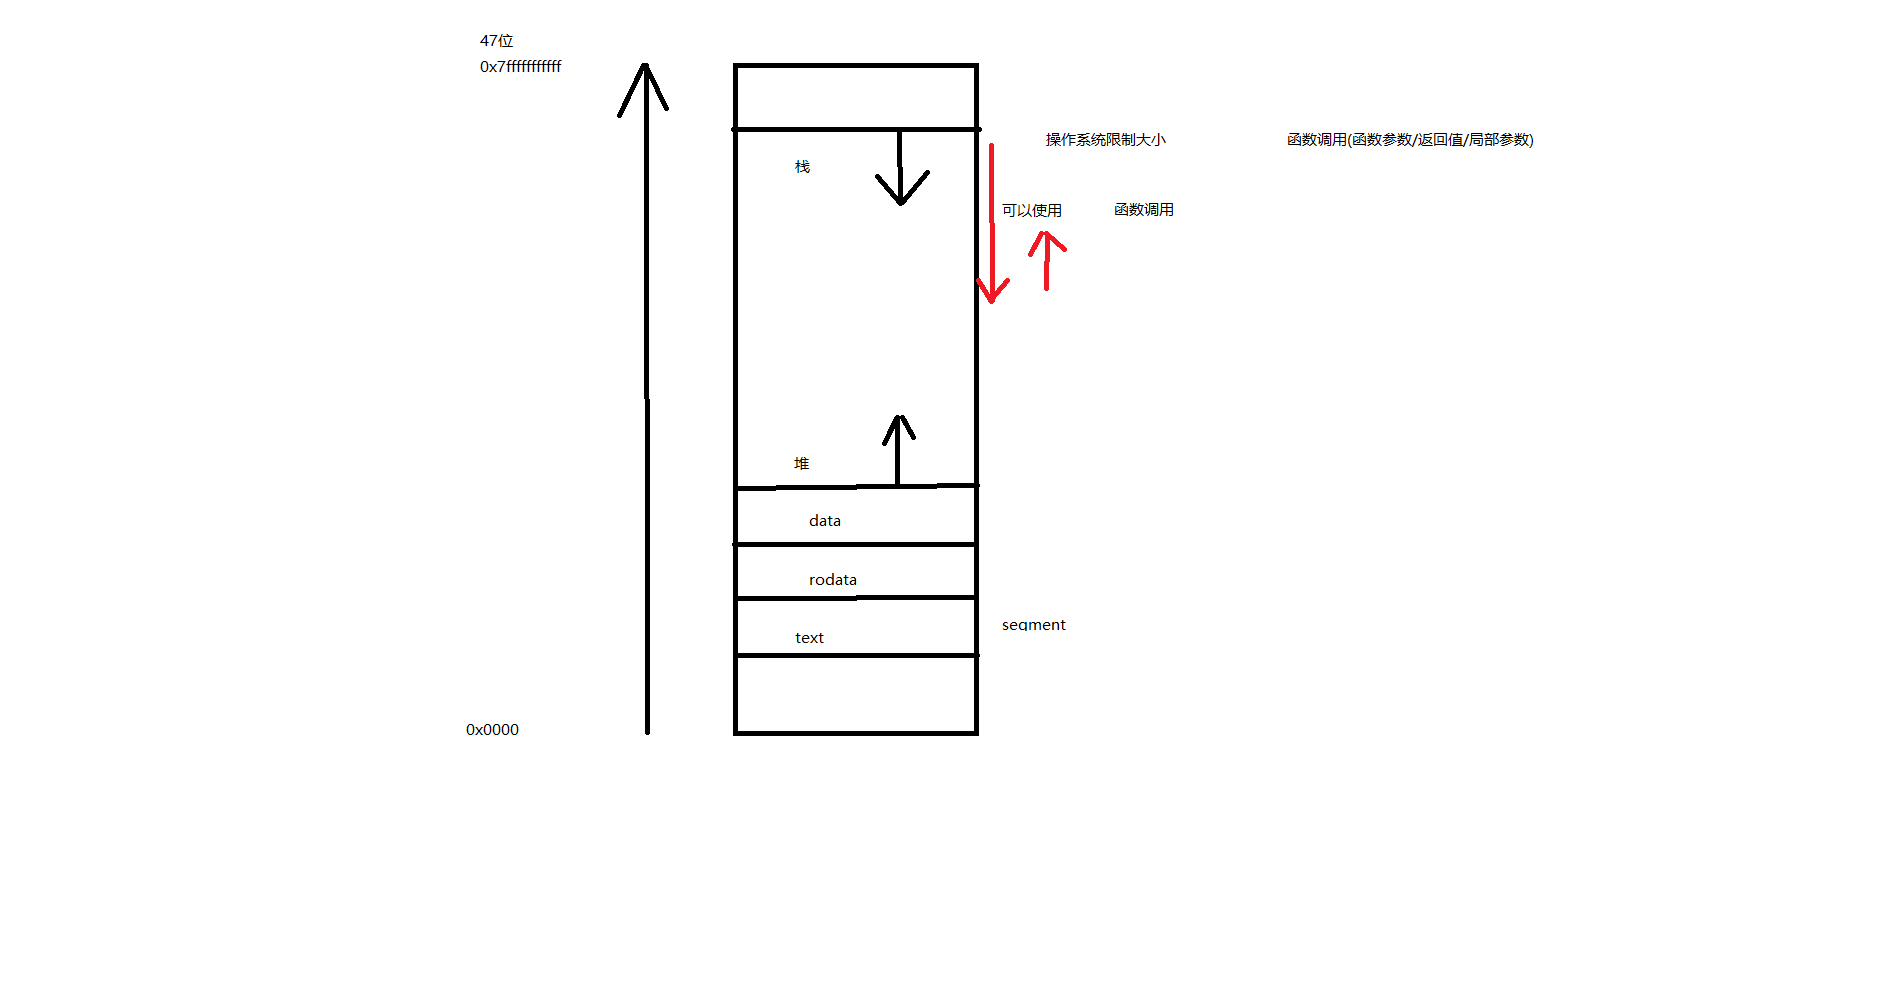 47位
0x7fffffffffff
操作系统限制大小
函数调用(函数参数/返回值/局部参数)
栈
可以使用
函数调用
堆
data
rodata
segment
text
0x0000